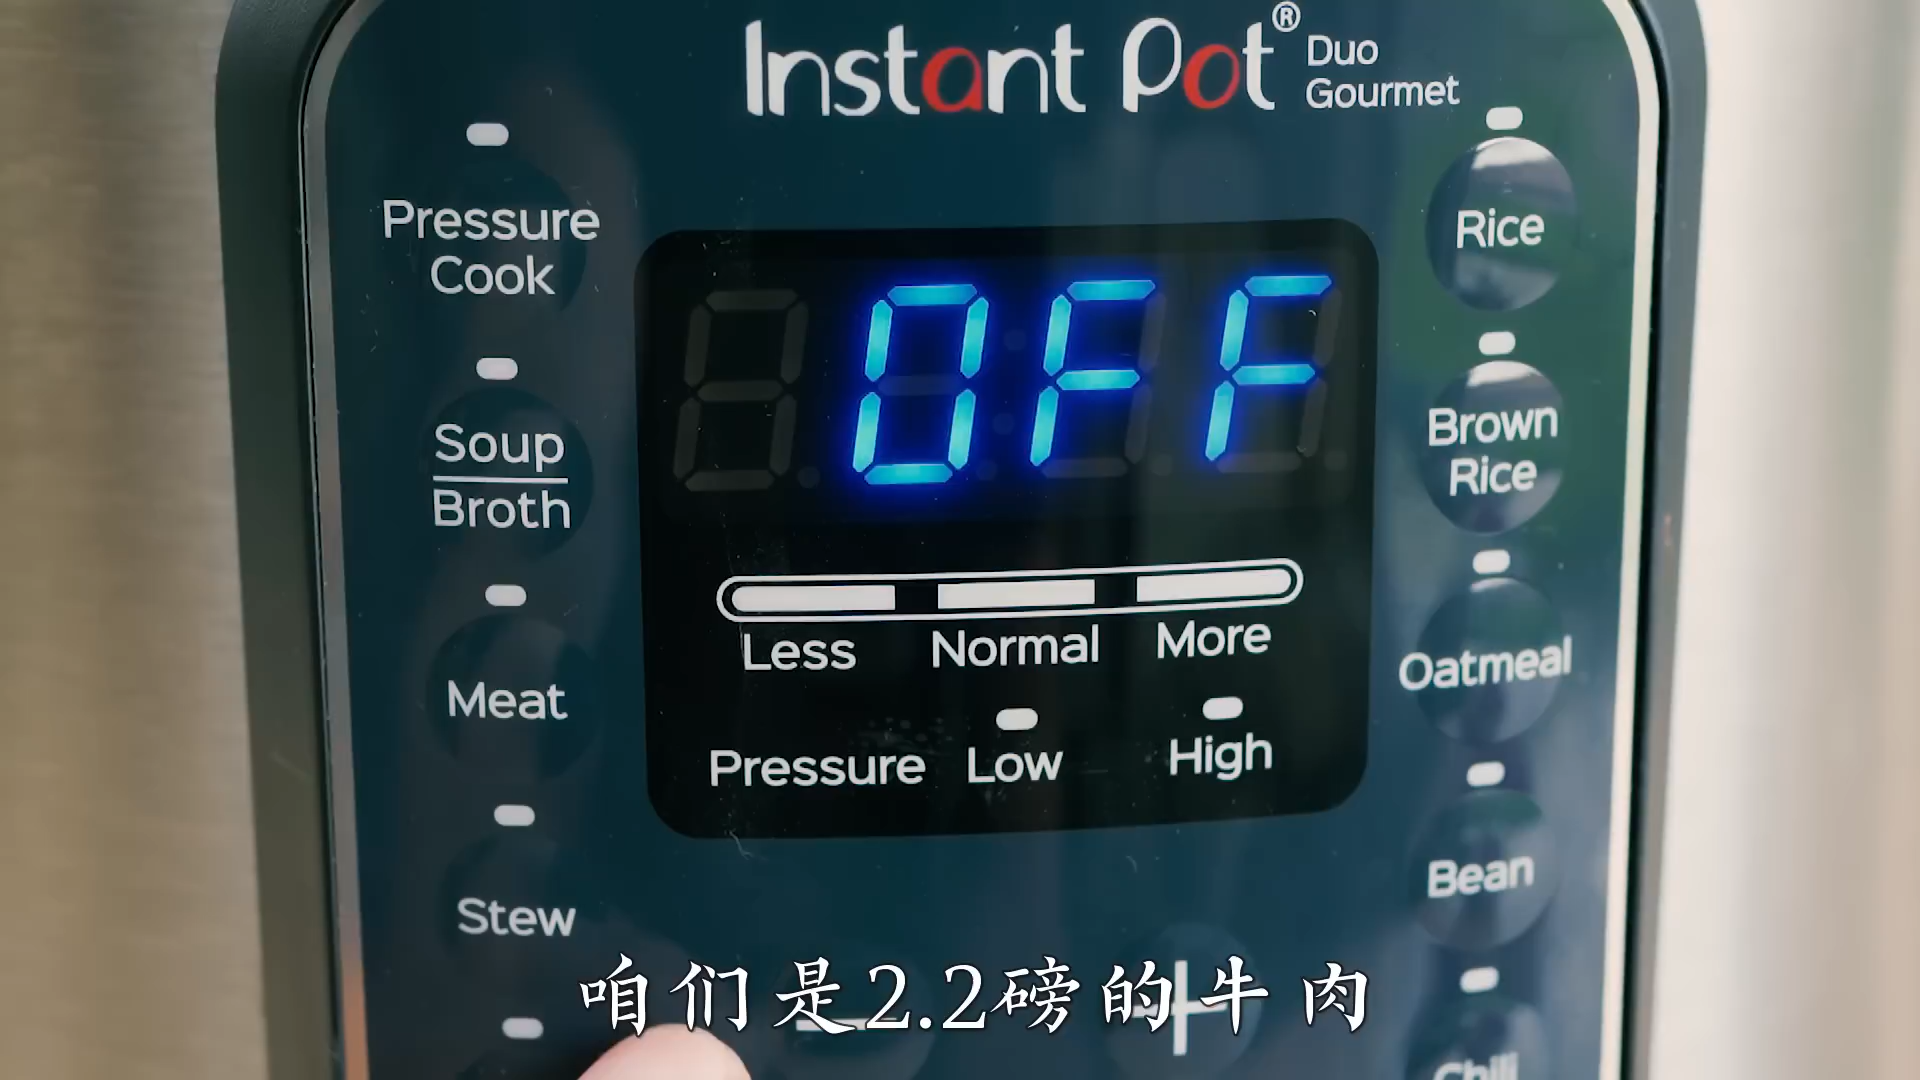 Instant Pot® Duo
Gourmet
Pressure
Cook
Soup
Broth
Meat
Stew
OFF
Less Normal More
Pressure Low High
Rice
Brown
Rice
Oatmeal
Bean
Chili
咱们是2.2磅的牛肉